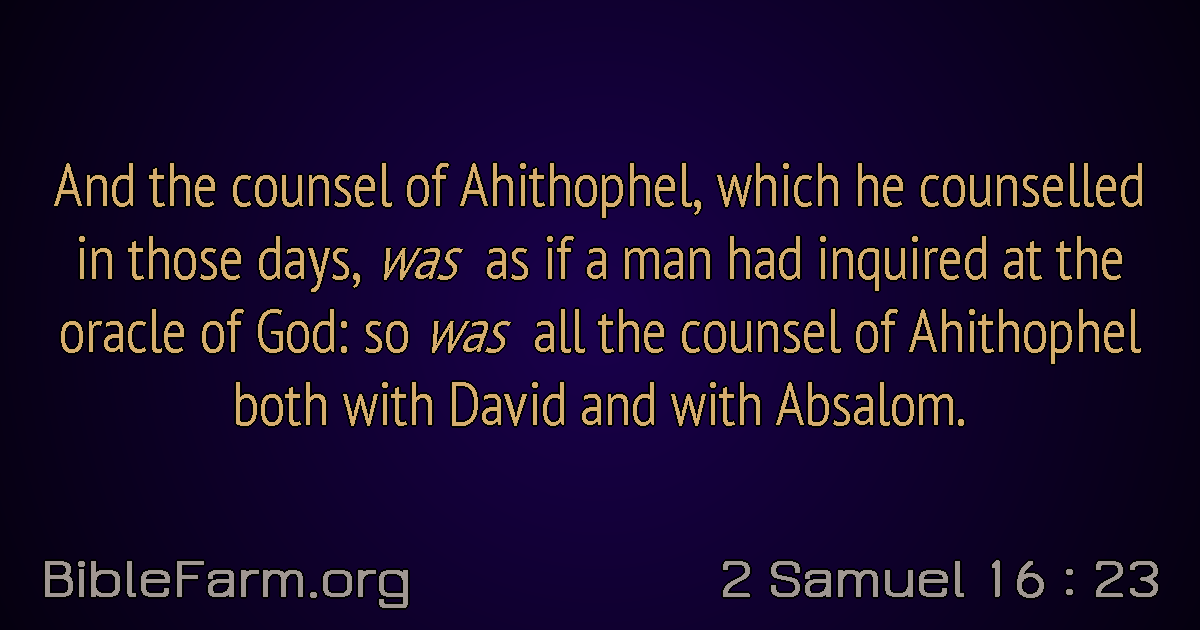 And the counsel of Ahithophel, which he counselled
in those days, was as if a man had inquired at the
oracle of God: so was all the counsel of Ahithophel
both with David and with Absalom.
BibleFarm.org
2 Samuel 16 : 23